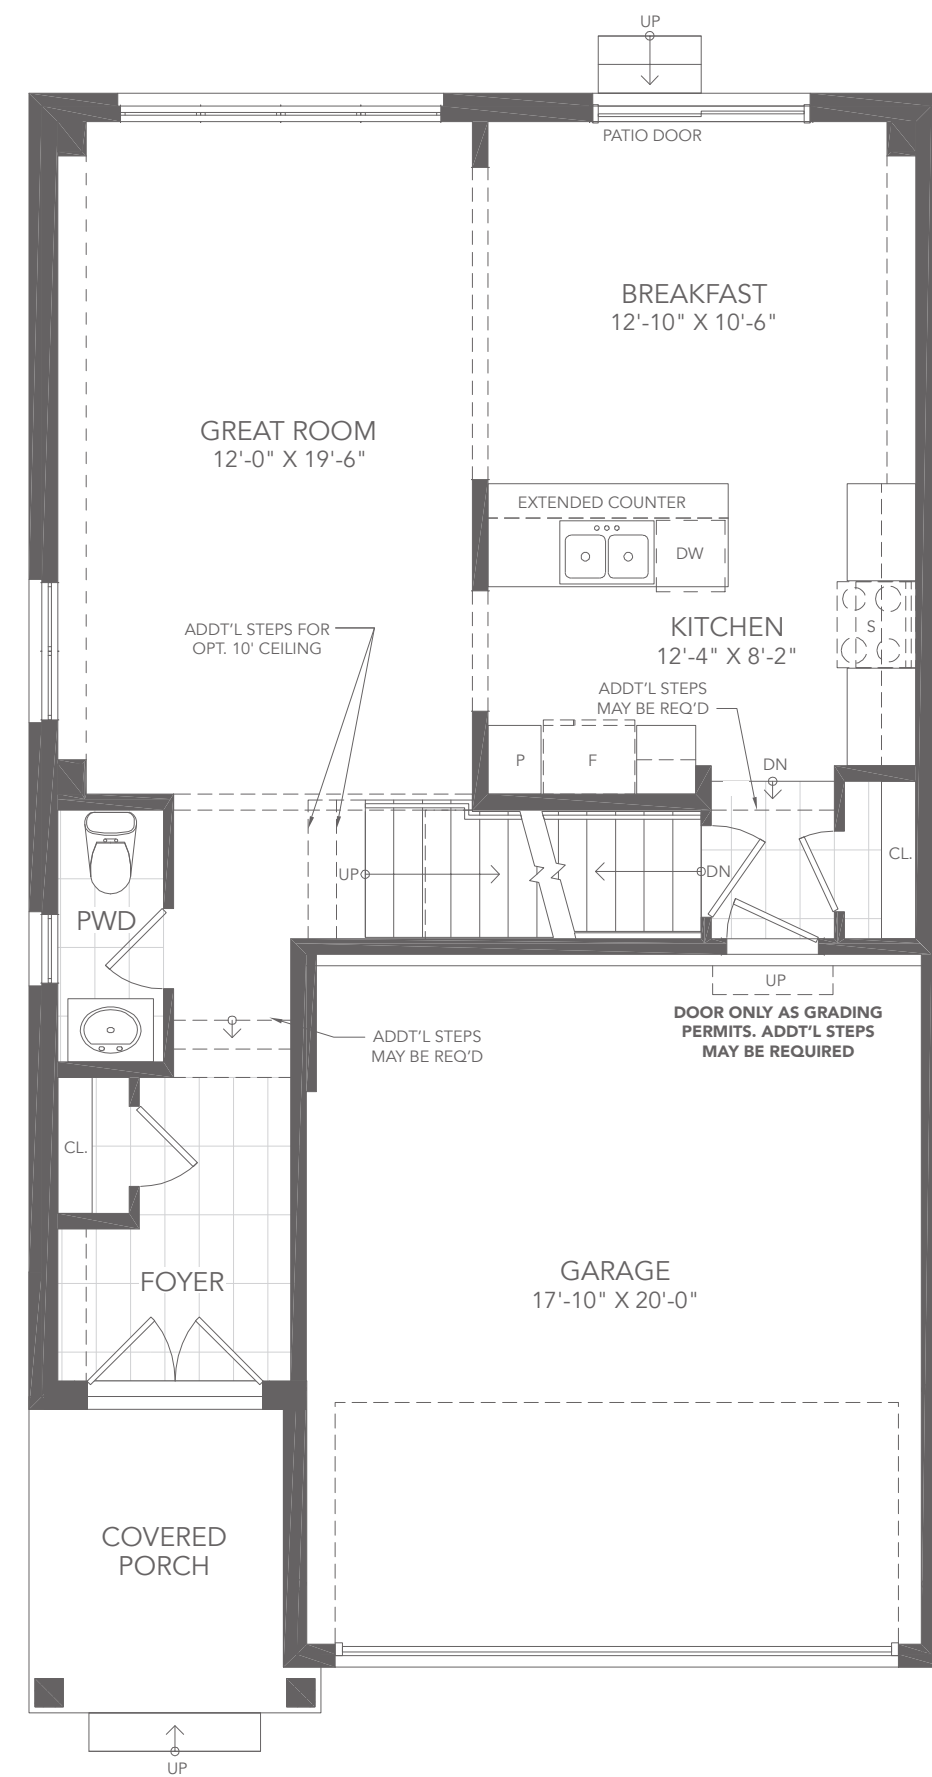 UP
PATIO DOOR
BREAKFAST
12'-10" X 10'-6"
GREAT ROOM
12'-0" X 19'-6"
EXTENDED COUNTER
DW
ADDT'L STEPS FOR
OPT. 10' CEILING
KITCHEN
12'-4" X 8'-2"
S
ADDT'L STEPS
MAY BE REQ'D
P
F
DN
UP
DN
CL.
PWD
UP
DOOR ONLY AS GRADING
PERMITS. ADDT'L STEPS
MAY BE REQUIRED
ADDT'L STEPS
MAY BE REQ'D
CL.
FOYER
GARAGE
17'-10" X 20'-0"
COVERED
PORCH
UP